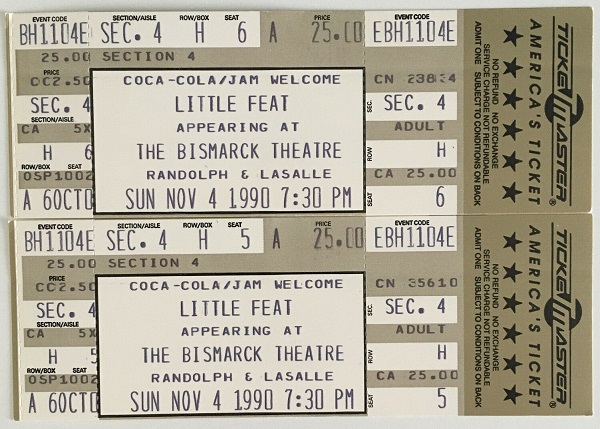 EVENT CODE SECTION/AISLE ROW/BOX SEAT EVENT CODE
BH1104E SEC. 4 H 6 A 25.00 EBH1104E
25.00 SECTION 4
PRICE
CC2.50 COCA-COLA/JAM WELCOME CN 23834
SEC. 4 LITTLE FEAT SEC. SEC. 4
SECTION/AISLE
CA 5X APPEARING AT ADULT
H 6 THE BISMARCK THEATRE ROW H
ROW/BOX SEAT
OSP1002 RANDOLPH & LASALLE CA 25.00
A 6OCT0 SUN NOV 4 1990 7:30 PM SEAT 6
ADMIT ONE SUBJECT TO CONDITIONS ON BACK
SERVICE CHARGE NOT REFUNDABLE
NO REFUND NO EXCHANGE
AMERICA'S TICKET
TICKETMASTER®
EVENT CODE SECTION/AISLE ROW/BOX SEAT EVENT CODE
BH1104E SEC. 4 H 5 A 25.00 EBH1104E
25.00 SECTION 4
PRICE
CC2.50 COCA-COLA/JAM WELCOME CN 35610
SEC. 4 LITTLE FEAT SEC. SEC. 4
SECTION/AISLE
CA 5X APPEARING AT ADULT
H 5 THE BISMARCK THEATRE ROW H
ROW/BOX SEAT
OSP1002 RANDOLPH & LASALLE CA 25.00
A 6OCT0 SUN NOV 4 1990 7:30 PM SEAT 5
ADMIT ONE SUBJECT TO CONDITIONS ON BACK
SERVICE CHARGE NOT REFUNDABLE
NO REFUND NO EXCHANGE
AMERICA'S TICKET
TICKETMASTER®